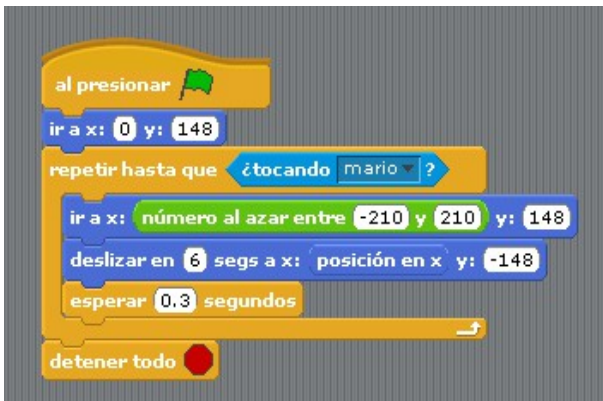 al presionar
ir a x: 0 y: 148
repetir hasta que ¿tocando mario ?
ir a x: número al azar entre -210 y 210 y: 148
deslizar en 6 segs a x: posición en x y: -148
esperar 0.3 segundos
detener todo